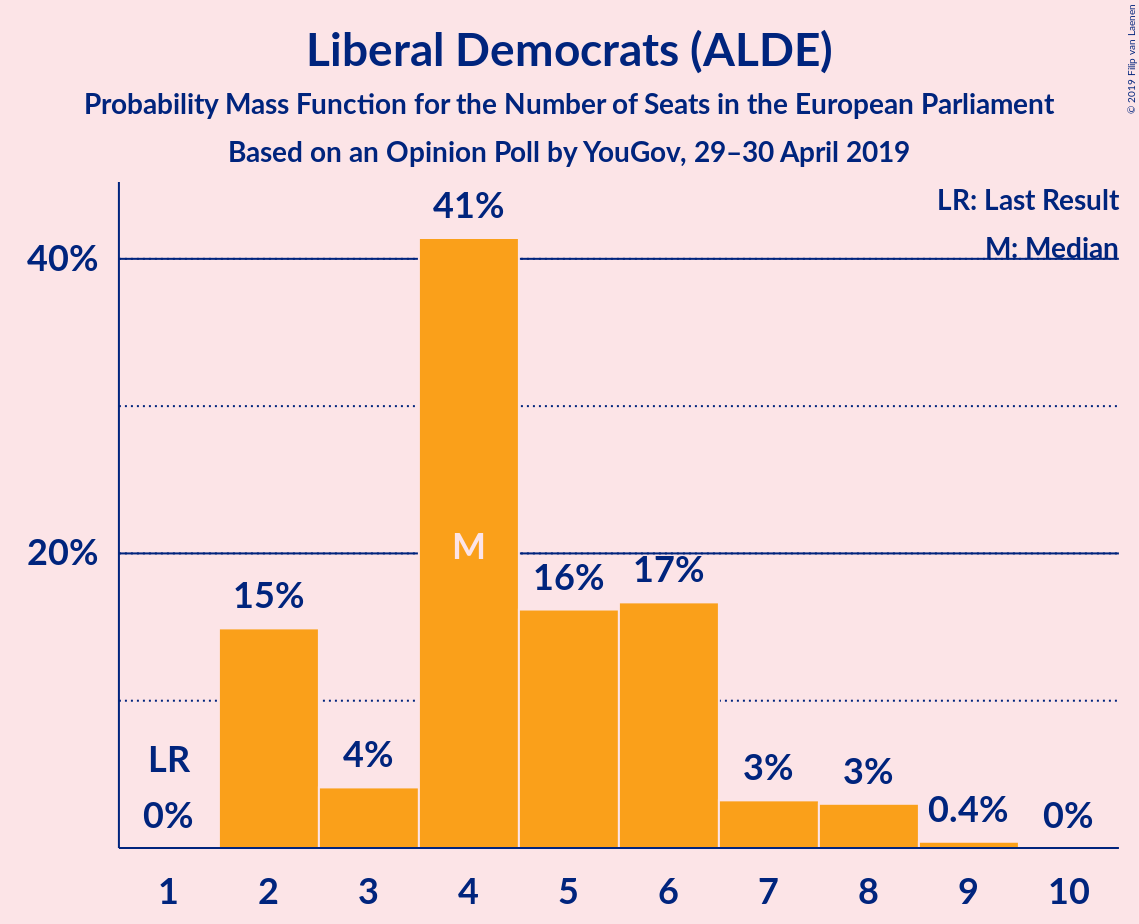 Liberal Democrats (ALDE)
Probability Mass Function for the Number of Seats in the European Parliament
Based on an Opinion Poll by YouGov, 29–30 April 2019
© 2019 Filip van Laenen
LR: Last Result
M: Median
40%
20%
LR
0%
15%
4%
41%
M
16%
17%
3%
3%
0.4%
0%
1 2 3 4 5 6 7 8 9 10